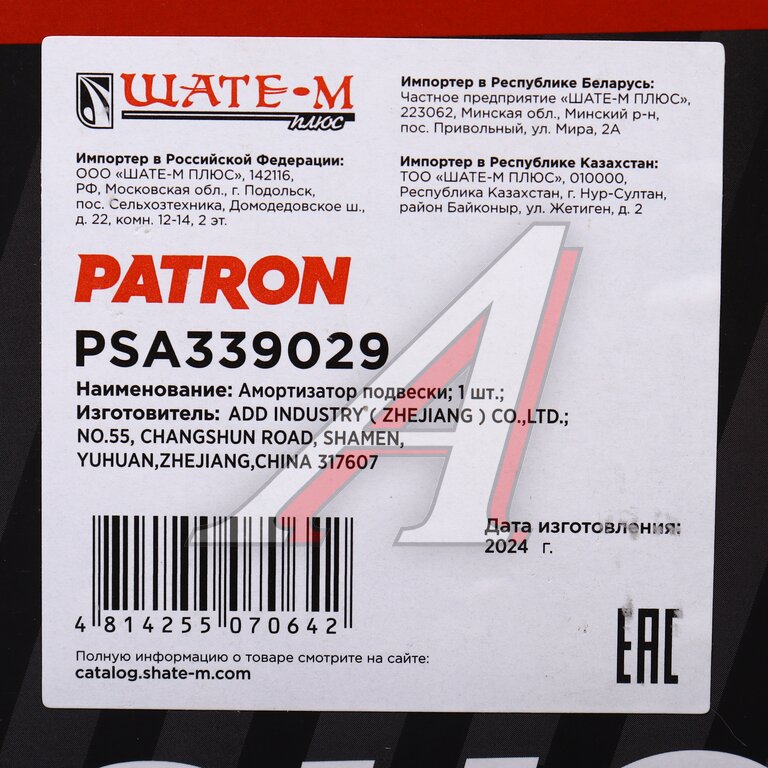 ШАТЕ-М
плюс
Импортер в Республике Беларусь:
Частное предприятие «ШАТЕ-М ПЛЮС»,
223062, Минская обл., Минский р-н,
пос. Привольный, ул. Мира, 2А
Импортер в Российской Федерации:
ООО «ШАТЕ-М ПЛЮС», 142116,
РФ, Московская обл., г. Подольск,
пос. Сельхозтехника, Домодедовское ш.,
д. 22, комн. 12-14, 2 эт.
Импортер в Республике Казахстан:
ТОО «ШАТЕ-М ПЛЮС», 010000,
Республика Казахстан, г. Нур-Султан,
район Байконыр, ул. Жетиген, д. 2
PATRON
PSA339029
Наименование: Амортизатор подвески; 1 шт.;
Изготовитель: ADD INDUSTRY ( ZHEJIANG ) CO.,LTD.;
NO.55, CHANGSHUN ROAD, SHAMEN,
YUHUAN,ZHEJIANG,CHINA 317607
Дата изготовления:
2024 г.
4 814255 070642
EAC
Полную информацию о товаре смотрите на сайте:
catalog.shate-m.com